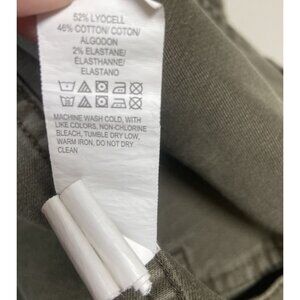 52% LYOCELL
46% COTTON/ COTON/
ALGODON
2% ELASTANE/
ELASTHANNE/
ELASTANO
MACHINE WASH COLD, WITH
LIKE COLORS, NON-CHLORINE
BLEACH, TUMBLE DRY LOW,
WARM IRON, DO NOT DRY
CLEAN